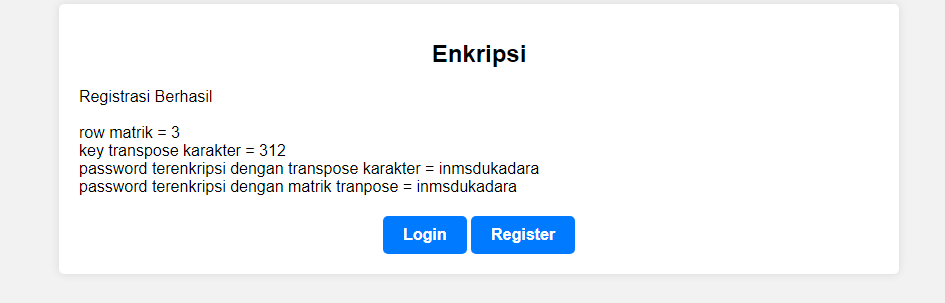 Enkripsi
Registrasi Berhasil
row matrik = 3
key transpose karakter = 312
password terenkripsi dengan transpose karakter = inmsdukadara
password terenkripsi dengan matrik tranpose = inmsdukadara
Login Register